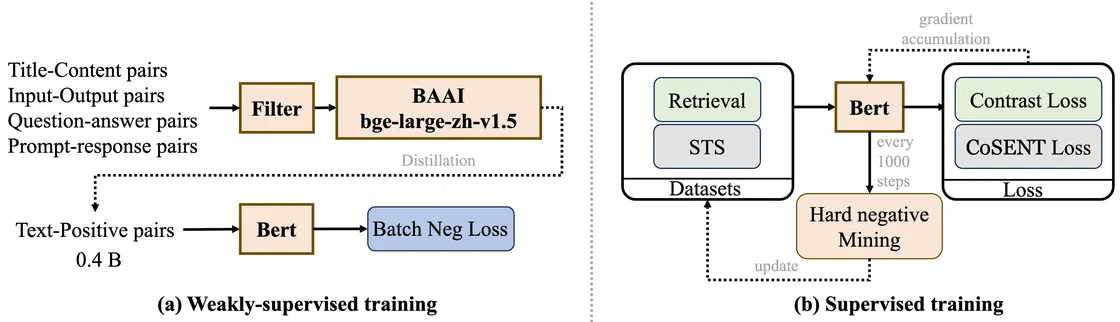 Title-Content pairs
Input-Output pairs
Question-answer pairs
Prompt-response pairs
Filter
BAAI
bge-large-zh-v1.5
Distillation
Text-Positive pairs
0.4 B
Bert
Batch Neg Loss
(a) Weakly-supervised training
gradient
accumulation
Retrieval
STS
Datasets
Bert
every
1000
steps
Contrast Loss
CoSENT Loss
Loss
Hard negative
Mining
update
(b) Supervised training